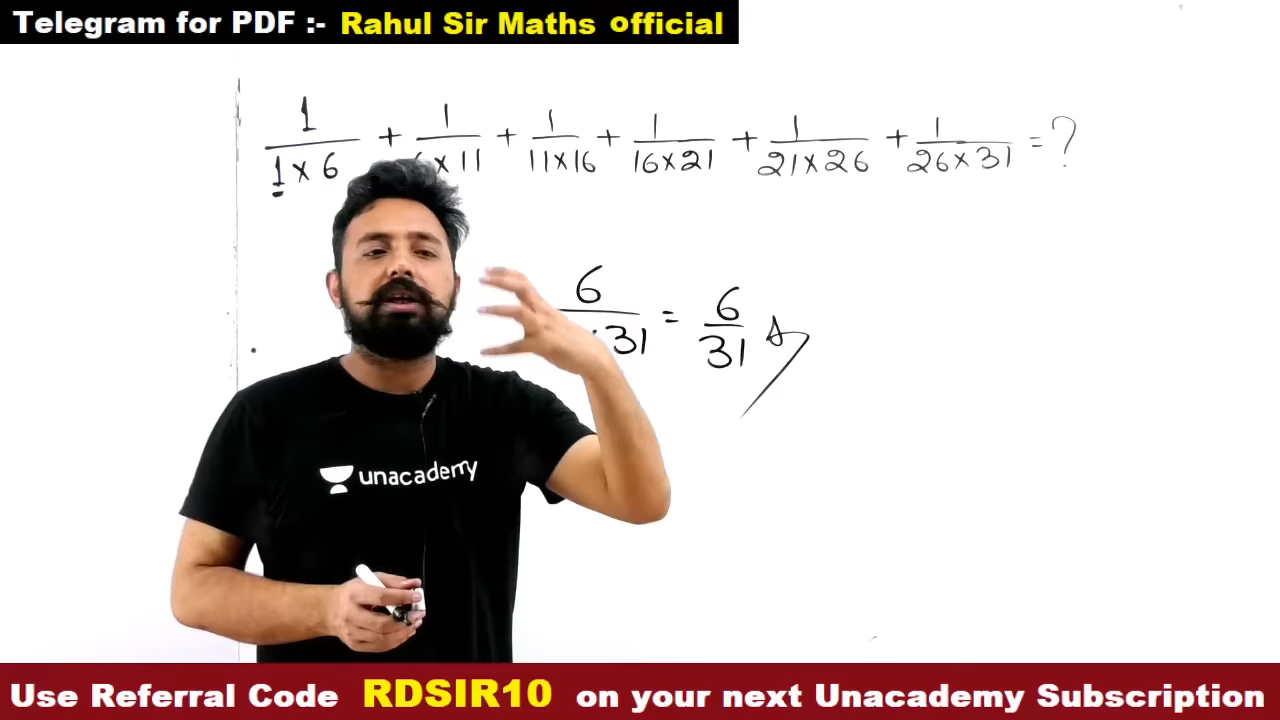 Telegram for PDF :- Rahul Sir Maths official
1/(1 × 6) + 1/( × 11) + 1/(11 × 16) + 1/(16 × 21) + 1/(21 × 26) + 1/(26 × 31) = ?
6/( 31) = 6/31
unacademy
Use Referral Code RDSIR10 on your next Unacademy Subscription